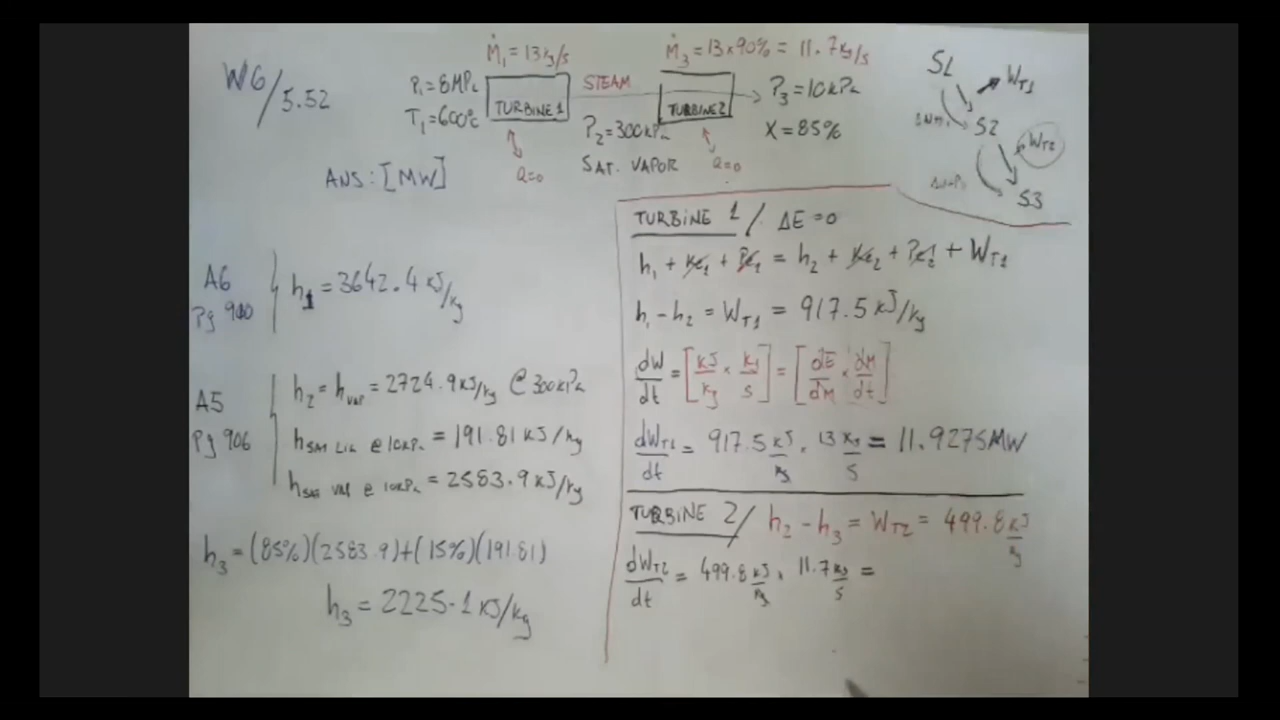 W6/5.52
Ṁ₁ = 13 kg/s
Ṁ₃ = 13 x 90% = 11.7 kg/s
P₁ = 8MPa
T₁ = 600°C
TURBINE 1
STEAM
TURBINE 2
P₂ = 300kPa
SAT. VAPOR
P₃ = 10kPa
X = 85%
Q=0
Q=0
S1
WT1
S2
WT2
S3
ANS: [MW]
A6
Pg 910
h₁ = 3642.4 kJ/kg
A5
Pg 906
h₂ = hvap = 2724.9 kJ/kg @ 300kPa
hSAT LIQ @ 10kPa = 191.81 kJ/kg
hSAT VAP @ 10kPa = 2583.9 kJ/kg
h₃ = (85%)(2583.9)+(15%)(191.81)
h₃ = 2225.1 kJ/kg
TURBINE 1 / ΔE = 0
h₁ + Ke₁ + Pe₁ = h₂ + Ke₂ + Pe₂ + WT1
h₁ - h₂ = WT1 = 917.5 kJ/kg
dW/dt = [kJ/kg x kg/s] = [dE/dM x dM/dt]
dWT1/dt = 917.5 kJ/kg . 13 kg/s = 11.9275MW
TURBINE 2 / h₂ - h₃ = WT2 = 499.8 kJ/kg
dWT2/dt = 499.8 kJ/kg . 11.7 kg/s =